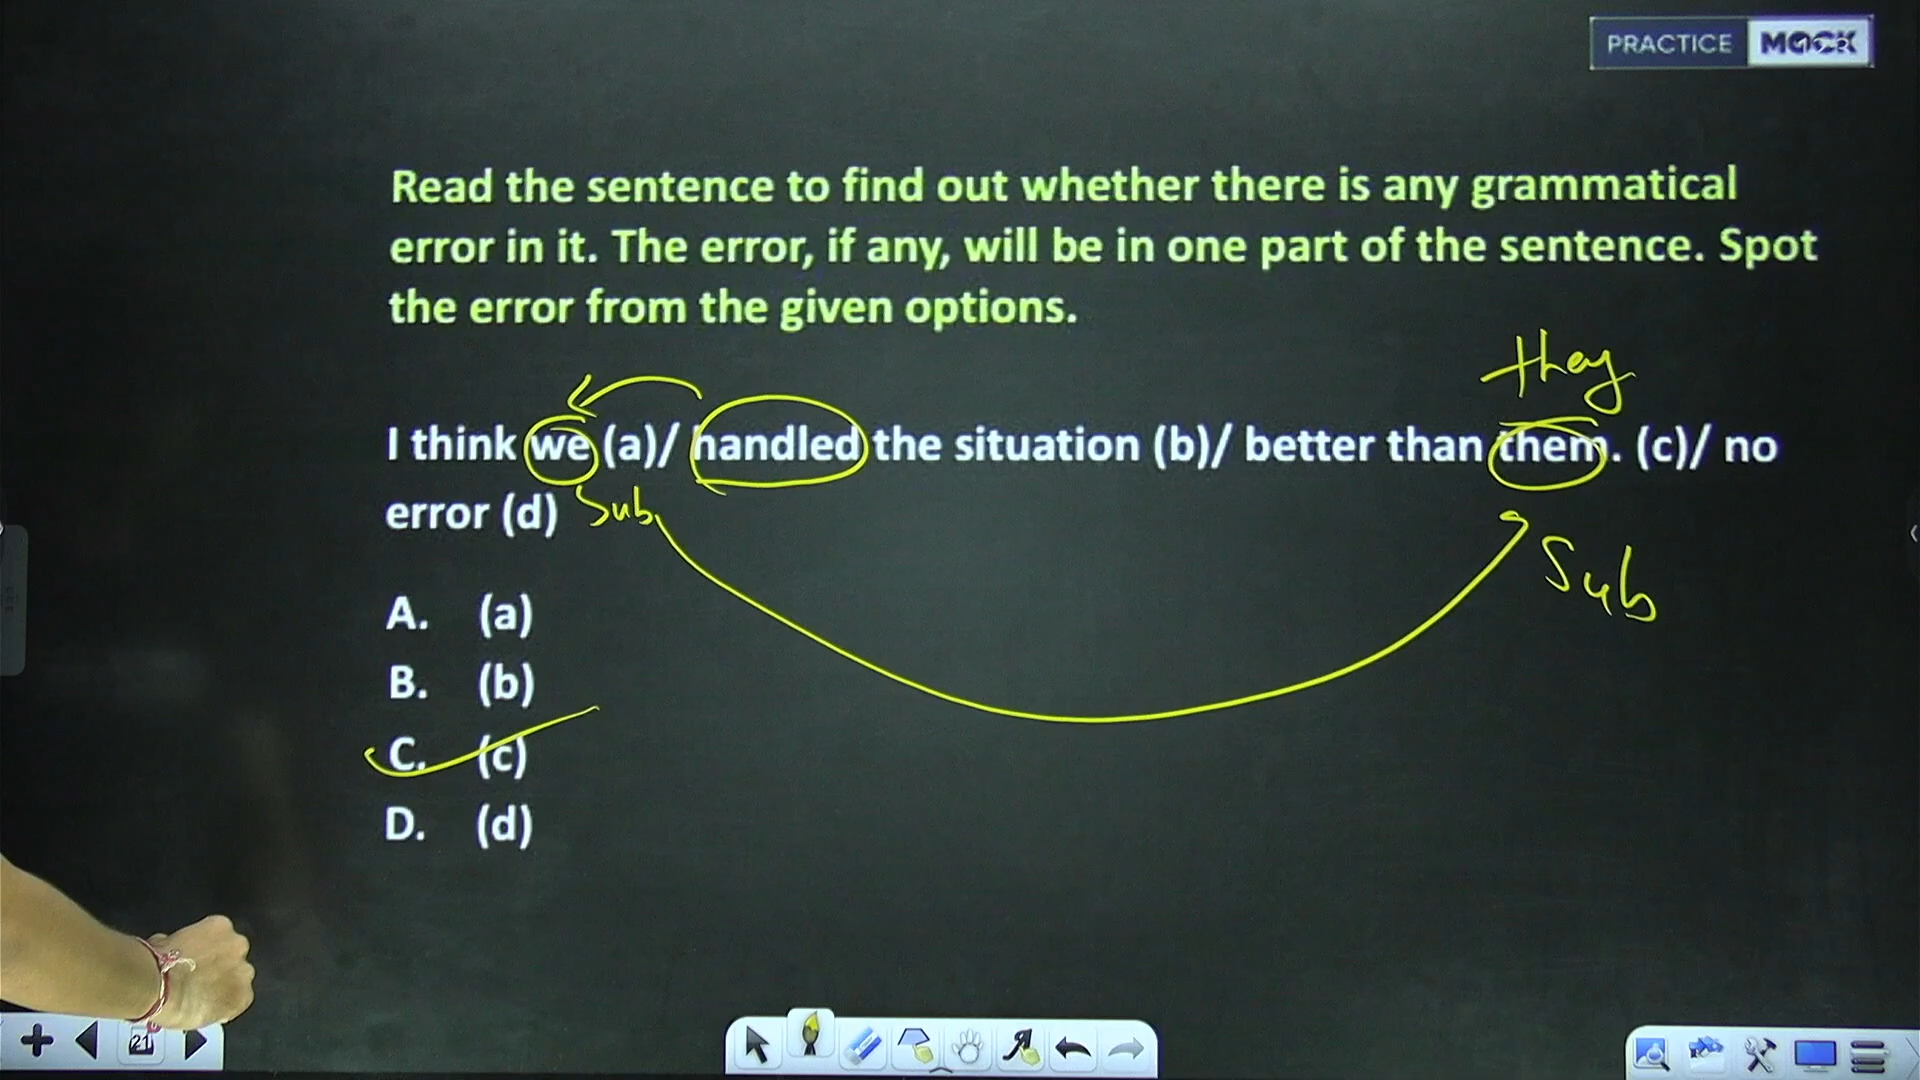 PRACTICE MOCK
Read the sentence to find out whether there is any grammatical
error in it. The error, if any, will be in one part of the sentence. Spot
the error from the given options.
they
I think we (a)/ handled the situation (b)/ better than them. (c)/ no
error (d) Sub
Sub
A. (a)
B. (b)
C. (c)
D. (d)
21